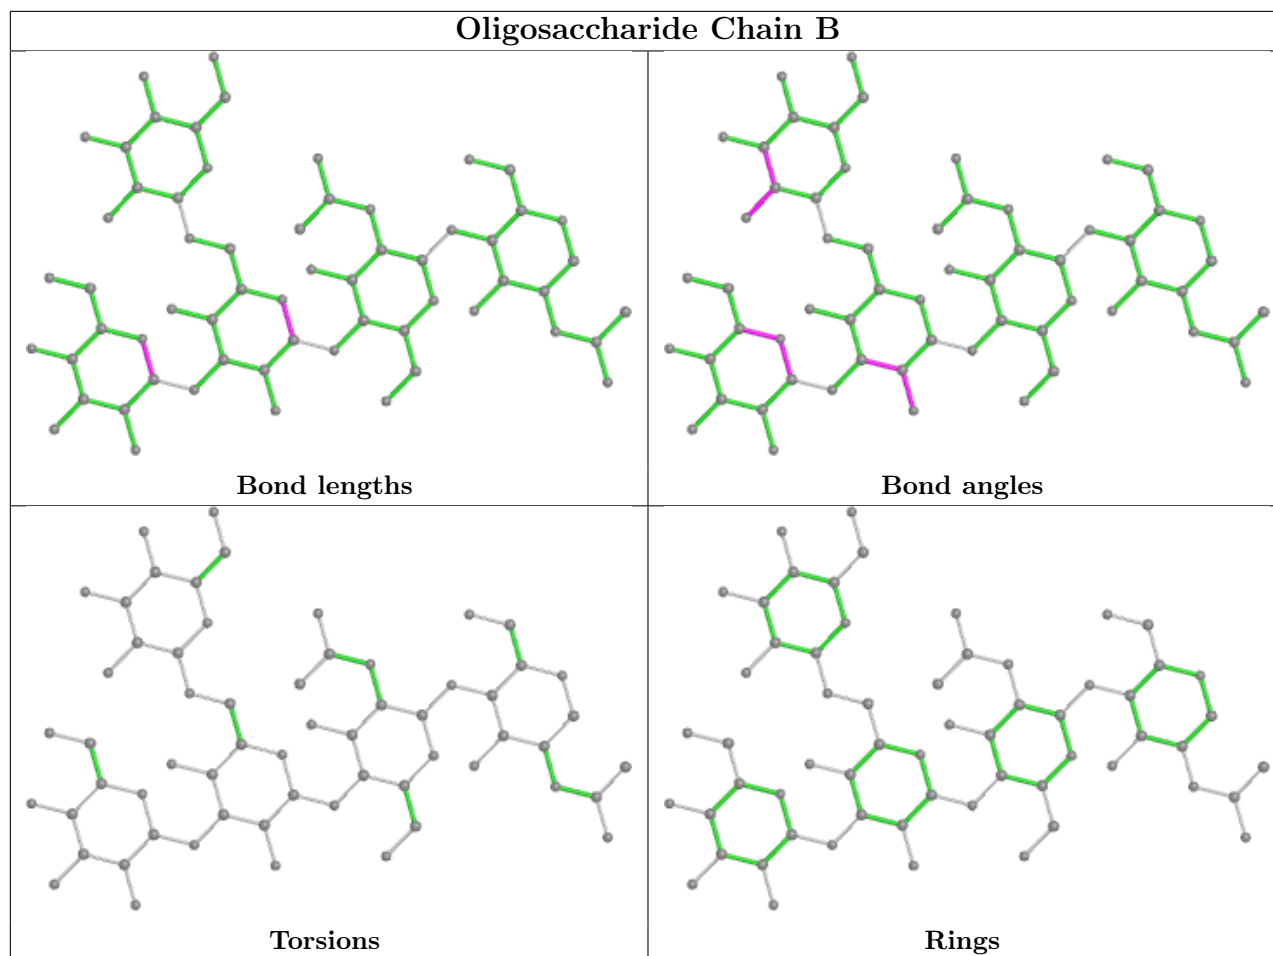 Oligosaccharide Chain B
Bond lengths
Bond angles
Torsions
Rings